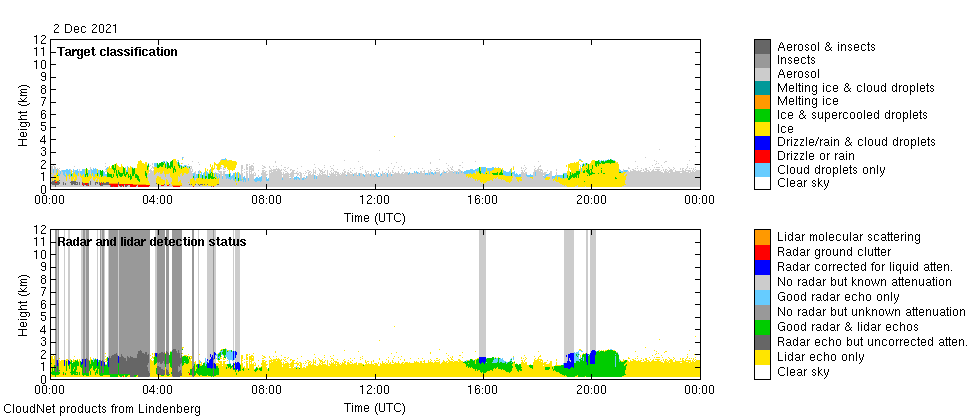 2 Dec 2021
12
Target classification
11
10
9
8
7
6
5
4
3
2
1
0
Height (km)
00:00 04:00 08:00 12:00 16:00 20:00 00:00
Time (UTC)
Aerosol & insects
Insects
Aerosol
Melting ice & cloud droplets
Melting ice
Ice & supercooled droplets
Ice
Drizzle/rain & cloud droplets
Drizzle or rain
Cloud droplets only
Clear sky
12
Radar and lidar detection status
11
10
9
8
7
6
5
4
3
2
1
0
Height (km)
00:00 04:00 08:00 12:00 16:00 20:00 00:00
Time (UTC)
Lidar molecular scattering
Radar ground clutter
Radar corrected for liquid atten.
No radar but known attenuation
Good radar echo only
No radar but unknown attenuation
Good radar & lidar echos
Radar echo but uncorrected atten.
Lidar echo only
Clear sky
CloudNet products from Lindenberg